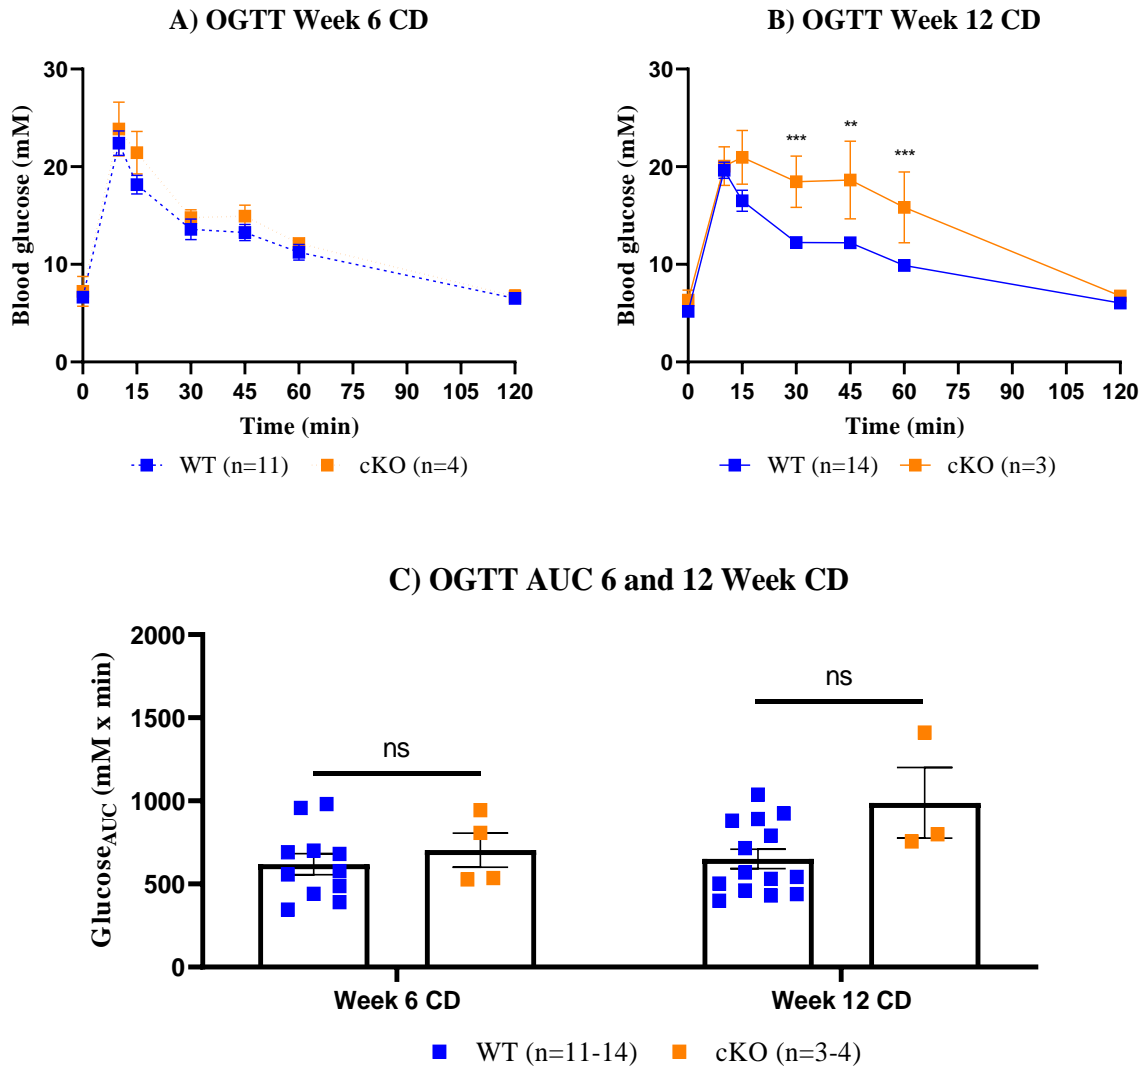 A) OGTT Week 6 CD
30
20
10
0
Blood glucose (mM)
0 15 30 45 60 75 90 105 120
Time (min)
WT (n=11) cKO (n=4)
B) OGTT Week 12 CD
30
20
10
0
Blood glucose (mM)
*** ** ***
0 15 30 45 60 75 90 105 120
Time (min)
WT (n=14) cKO (n=3)
C) OGTT AUC 6 and 12 Week CD
2000
1500
1000
500
0
Glucose AUC (mM x min)
ns
ns
Week 6 CD Week 12 CD
WT (n=11-14) cKO (n=3-4)